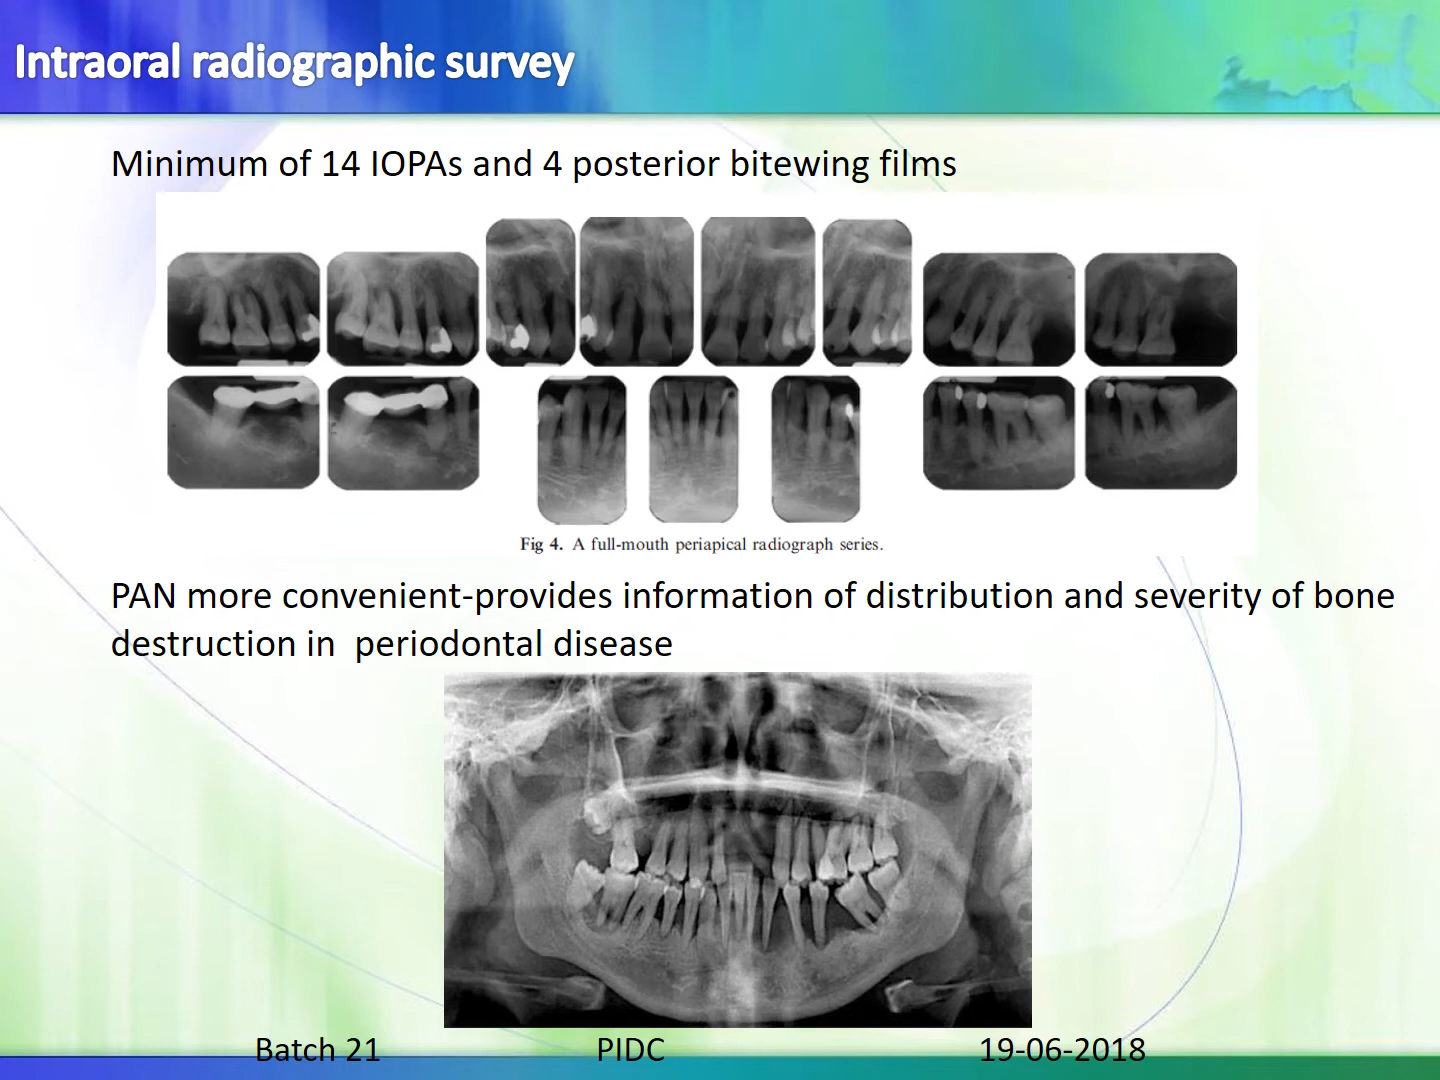 Intraoral radiographic survey
Minimum of 14 IOPAs and 4 posterior bitewing films
Fig 4. A full-mouth periapical radiograph series.
PAN more convenient-provides information of distribution and severity of bone
destruction in  periodontal disease
Batch 21 PIDC 19-06-2018